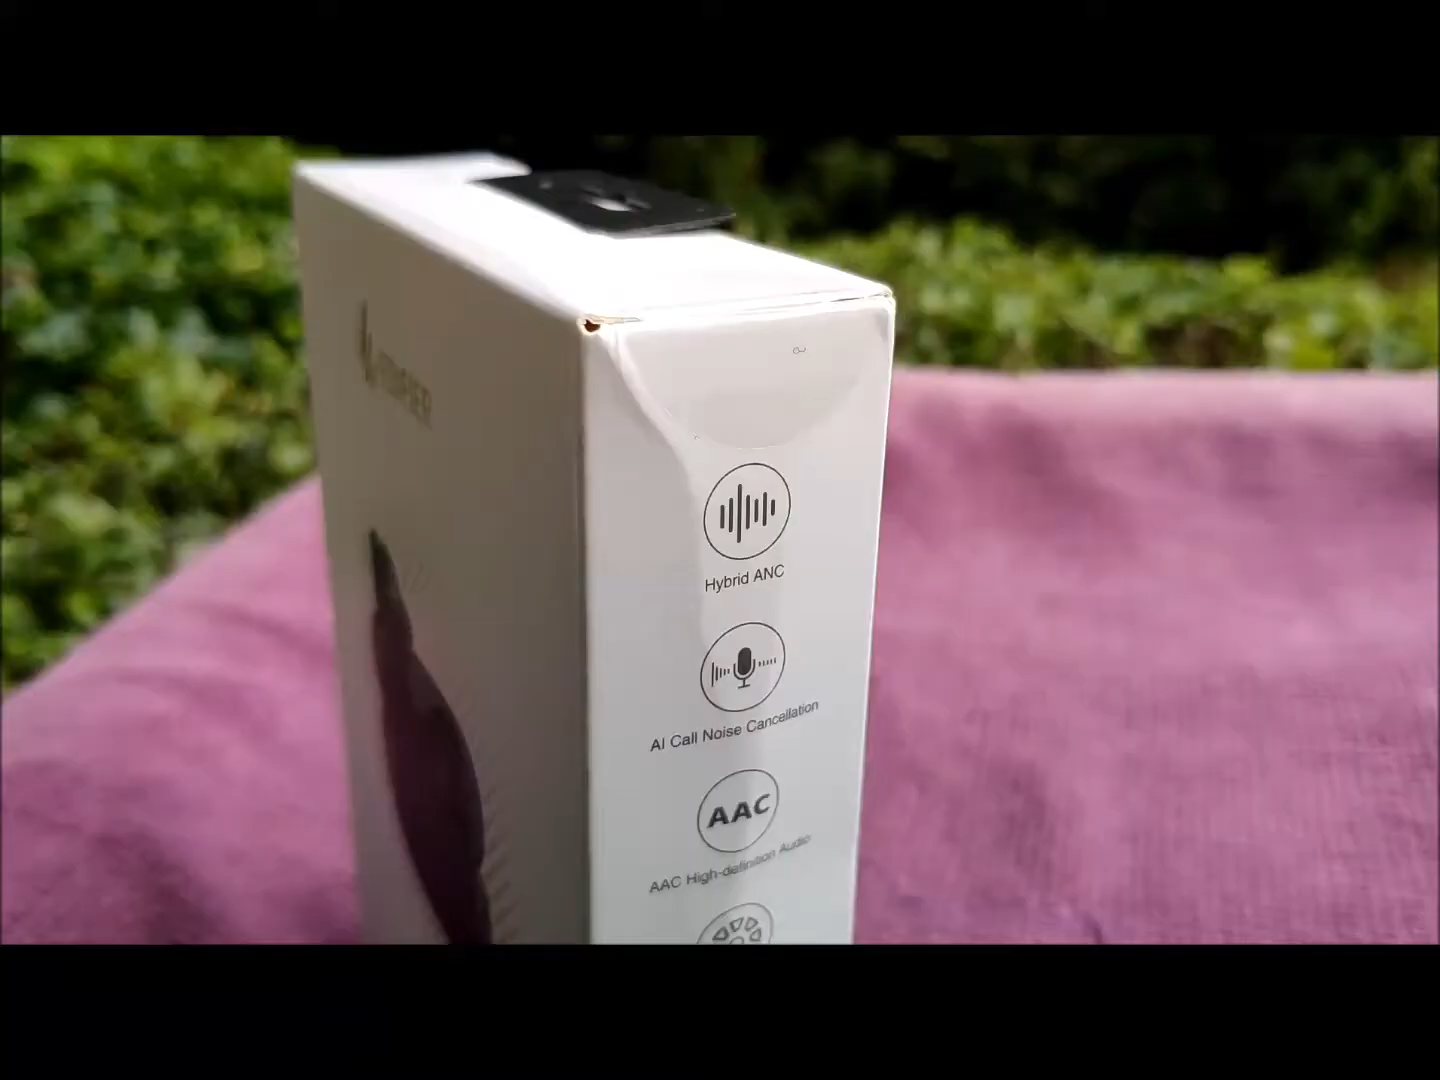 Hybrid ANC
AI Call Noise Cancellation
AAC
AAC High-definition Audio